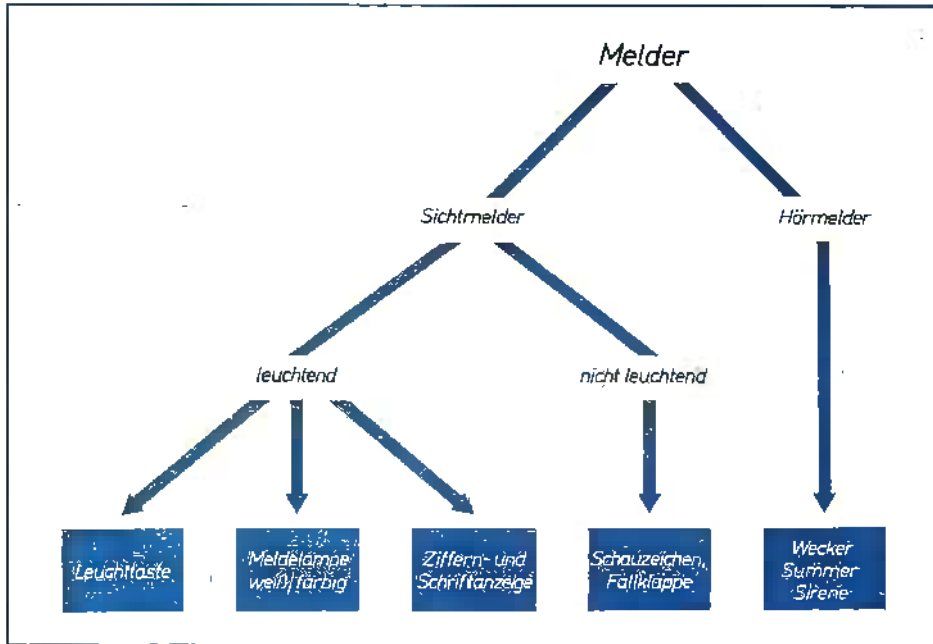 Melder
Sichtmelder
Hörmelder
leuchtend
nicht leuchtend
Leuchttaste
Meldelampe
weiß/farbig
Ziffern- und
Schriftanzeige
Schauzeichen,
Fallklappe
Wecker
Summer
Sirene